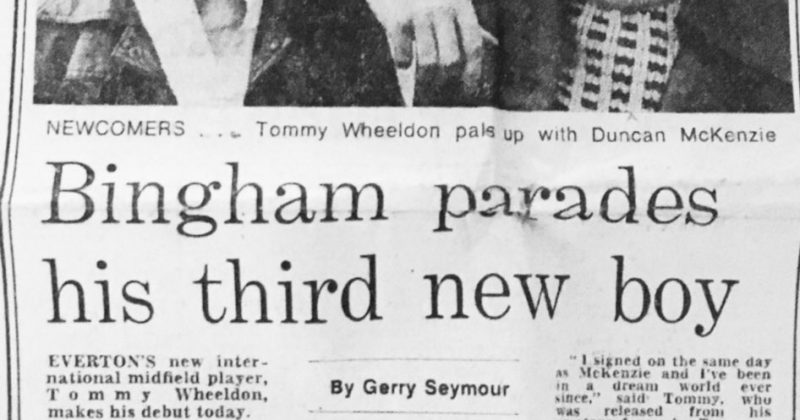 NEWCOMERS ... Tommy Wheeldon pals up with Duncan McKenzie
Bingham parades
his third new boy
EVERTON'S new inter-
national midfield player,
Tommy Wheeldon,
makes his debut today.
By Gerry Seymour
"I signed on the same day
as McKenzie and I've been
in a dream world ever
since," said Tommy, who
was released from his